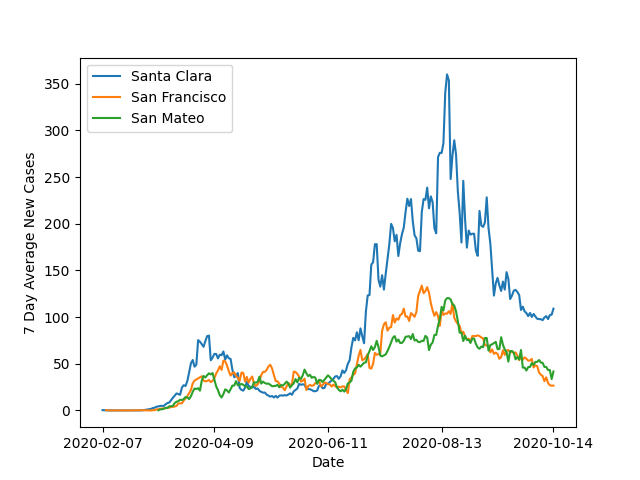 Santa Clara
San Francisco
San Mateo
7 Day Average New Cases
350
300
250
200
150
100
50
0
2020-02-07 2020-04-09 2020-06-11 2020-08-13 2020-10-14
Date